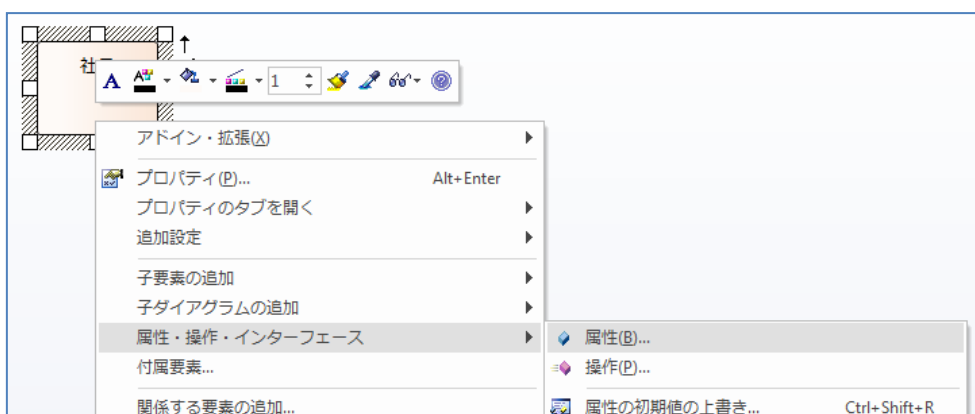 社
A 1
アドイン・拡張(X)
プロパティ(P)... Alt+Enter
プロパティのタブを開く
追加設定
子要素の追加
子ダイアグラムの追加
属性・操作・インターフェース
属性(B)...
付属要素...
操作(P)...
関係する要素の追加...
属性の初期値の上書き... Ctrl+Shift+R